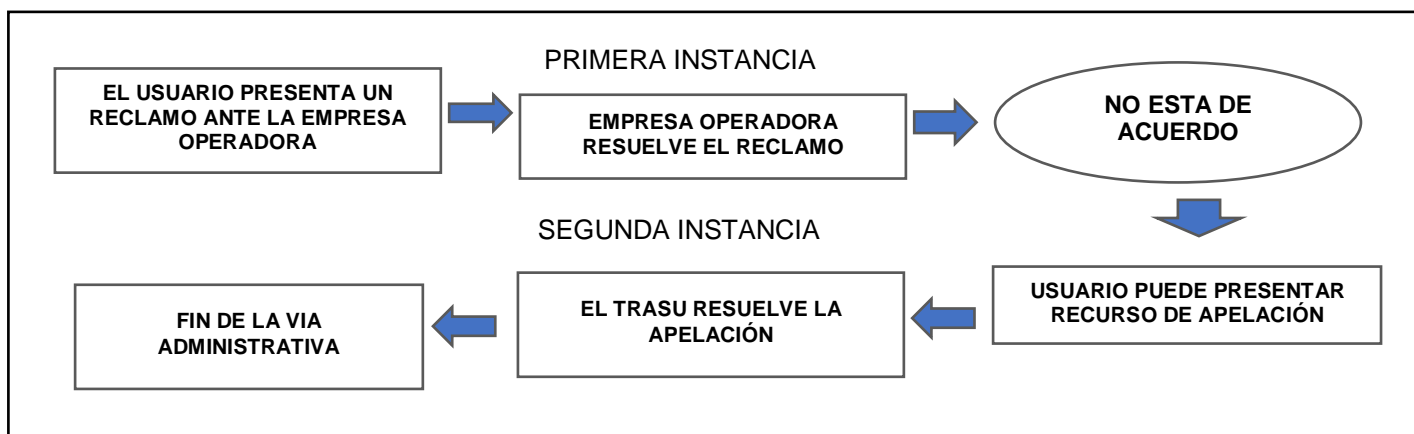 PRIMERA INSTANCIA
EL USUARIO PRESENTA UN
RECLAMO ANTE LA EMPRESA
OPERADORA
EMPRESA OPERADORA
RESUELVE EL RECLAMO
NO ESTA DE
ACUERDO
SEGUNDA INSTANCIA
USUARIO PUEDE PRESENTAR
RECURSO DE APELACIÓN
EL TRASU RESUELVE LA
APELACIÓN
FIN DE LA VIA
ADMINISTRATIVA